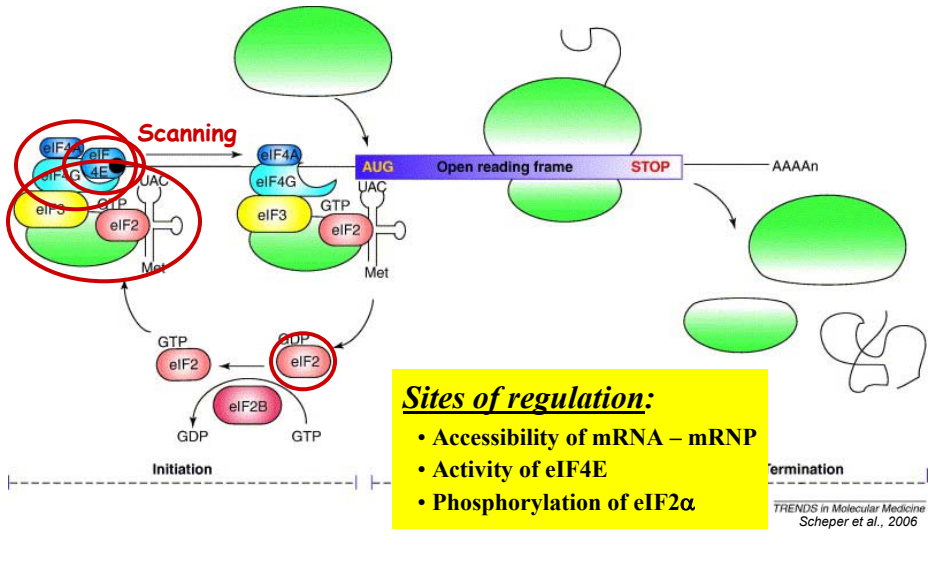 Scanning
eIF4A
eIF
4E
eIF4G
UAC
eIF3
GTP
eIF2
Met
eIF4A
eIF4G
UAC
eIF3
GTP
eIF2
Met
AUG
Open reading frame
STOP
AAAAn
GTP
eIF2
GDP
eIF2
eIF2B
GDP
GTP
Sites of regulation:
• Accessibility of mRNA – mRNP
• Activity of eIF4E
• Phosphorylation of eIF2α
Initiation
Termination
TRENDS in Molecular Medicine
Scheper et al., 2006